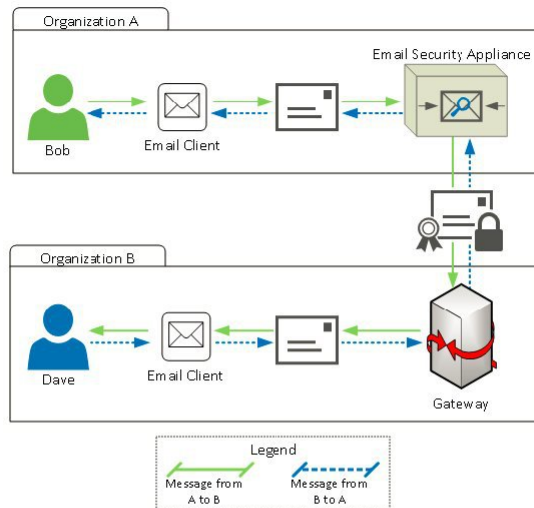 Organization A
Email Security Appliance
Bob
Email Client
Organization B
Dave
Email Client
Gateway
Legend
Message from
A to B
Message from
B to A